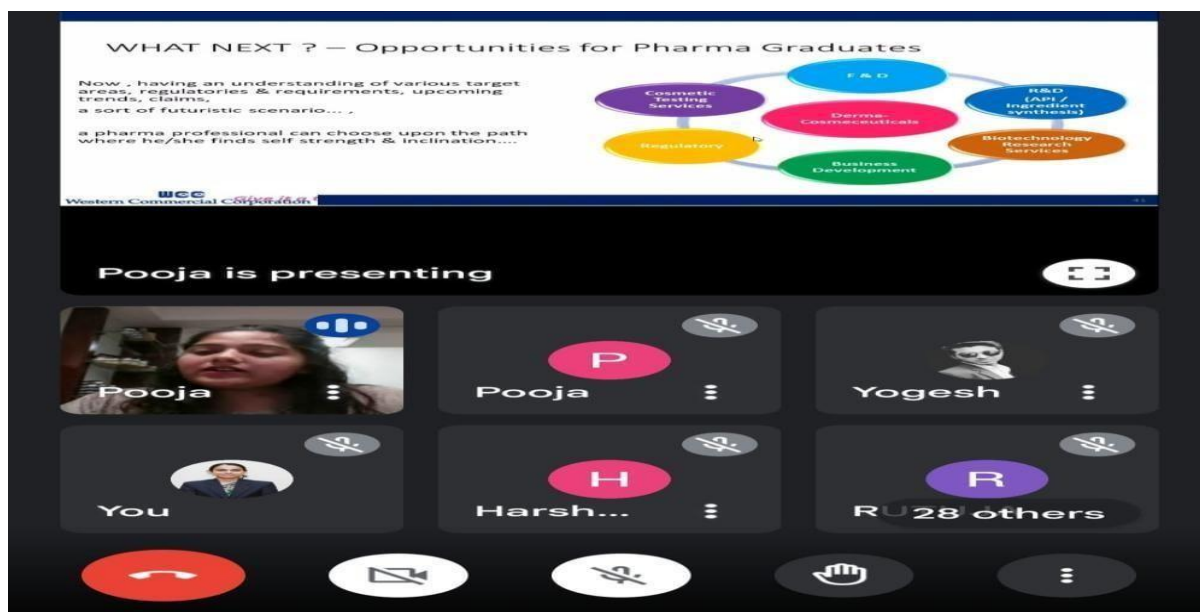 WHAT NEXT ? – Opportunities for Pharma Graduates
Now , having an understanding of various target
areas, regulatories & requirements, upcoming
trends, claims,
a sort of futuristic scenario... ,
a pharma professional can choose upon the path
where he/she finds self strength & inclination....
F & D
Cosmetic
Testing
Services
R&D
(API /
Ingredient
synthesis)
Derma-
Cosmeceuticals
Regulatory
Biotechnology
Research
Services
Business
Development
WCC
Western Commercial Corporation
Give
41
Pooja is presenting
Pooja
P
Pooja
Yogesh
You
H
Harsh...
R
28 others